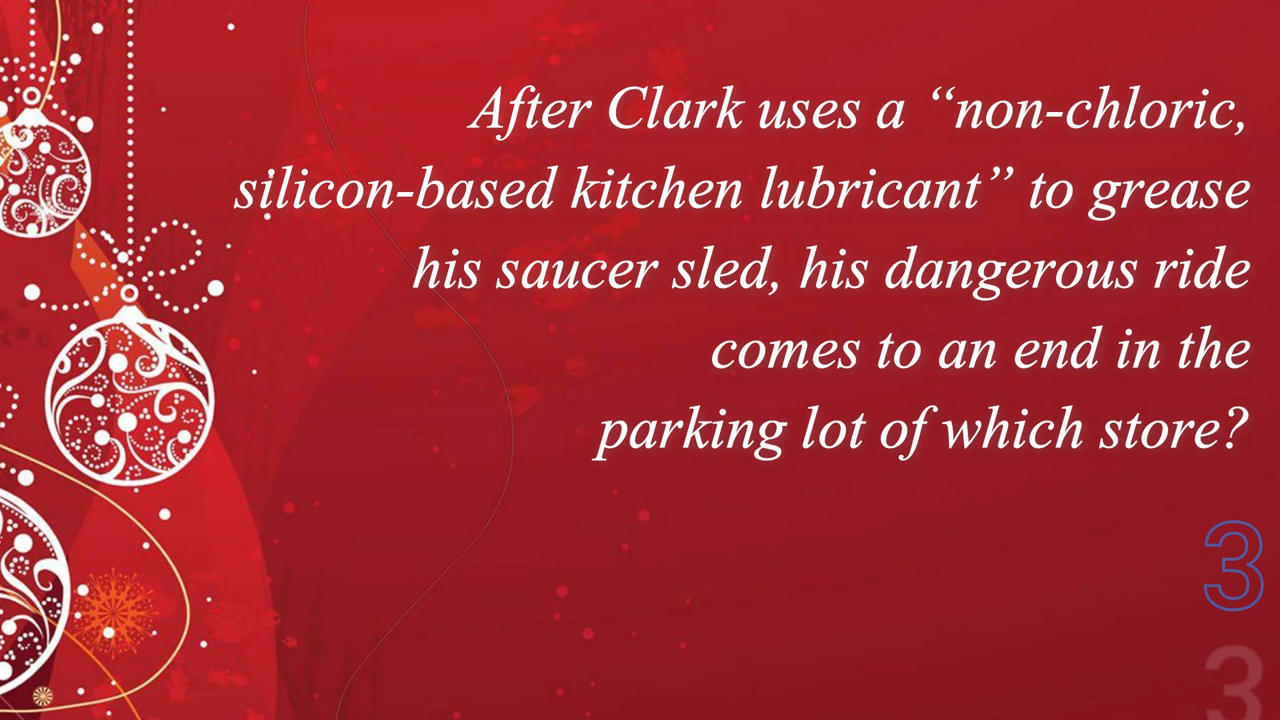 After Clark uses a “non-chloric,
silicon-based kitchen lubricant” to grease
his saucer sled, his dangerous ride
comes to an end in the
parking lot of which store?
3
3